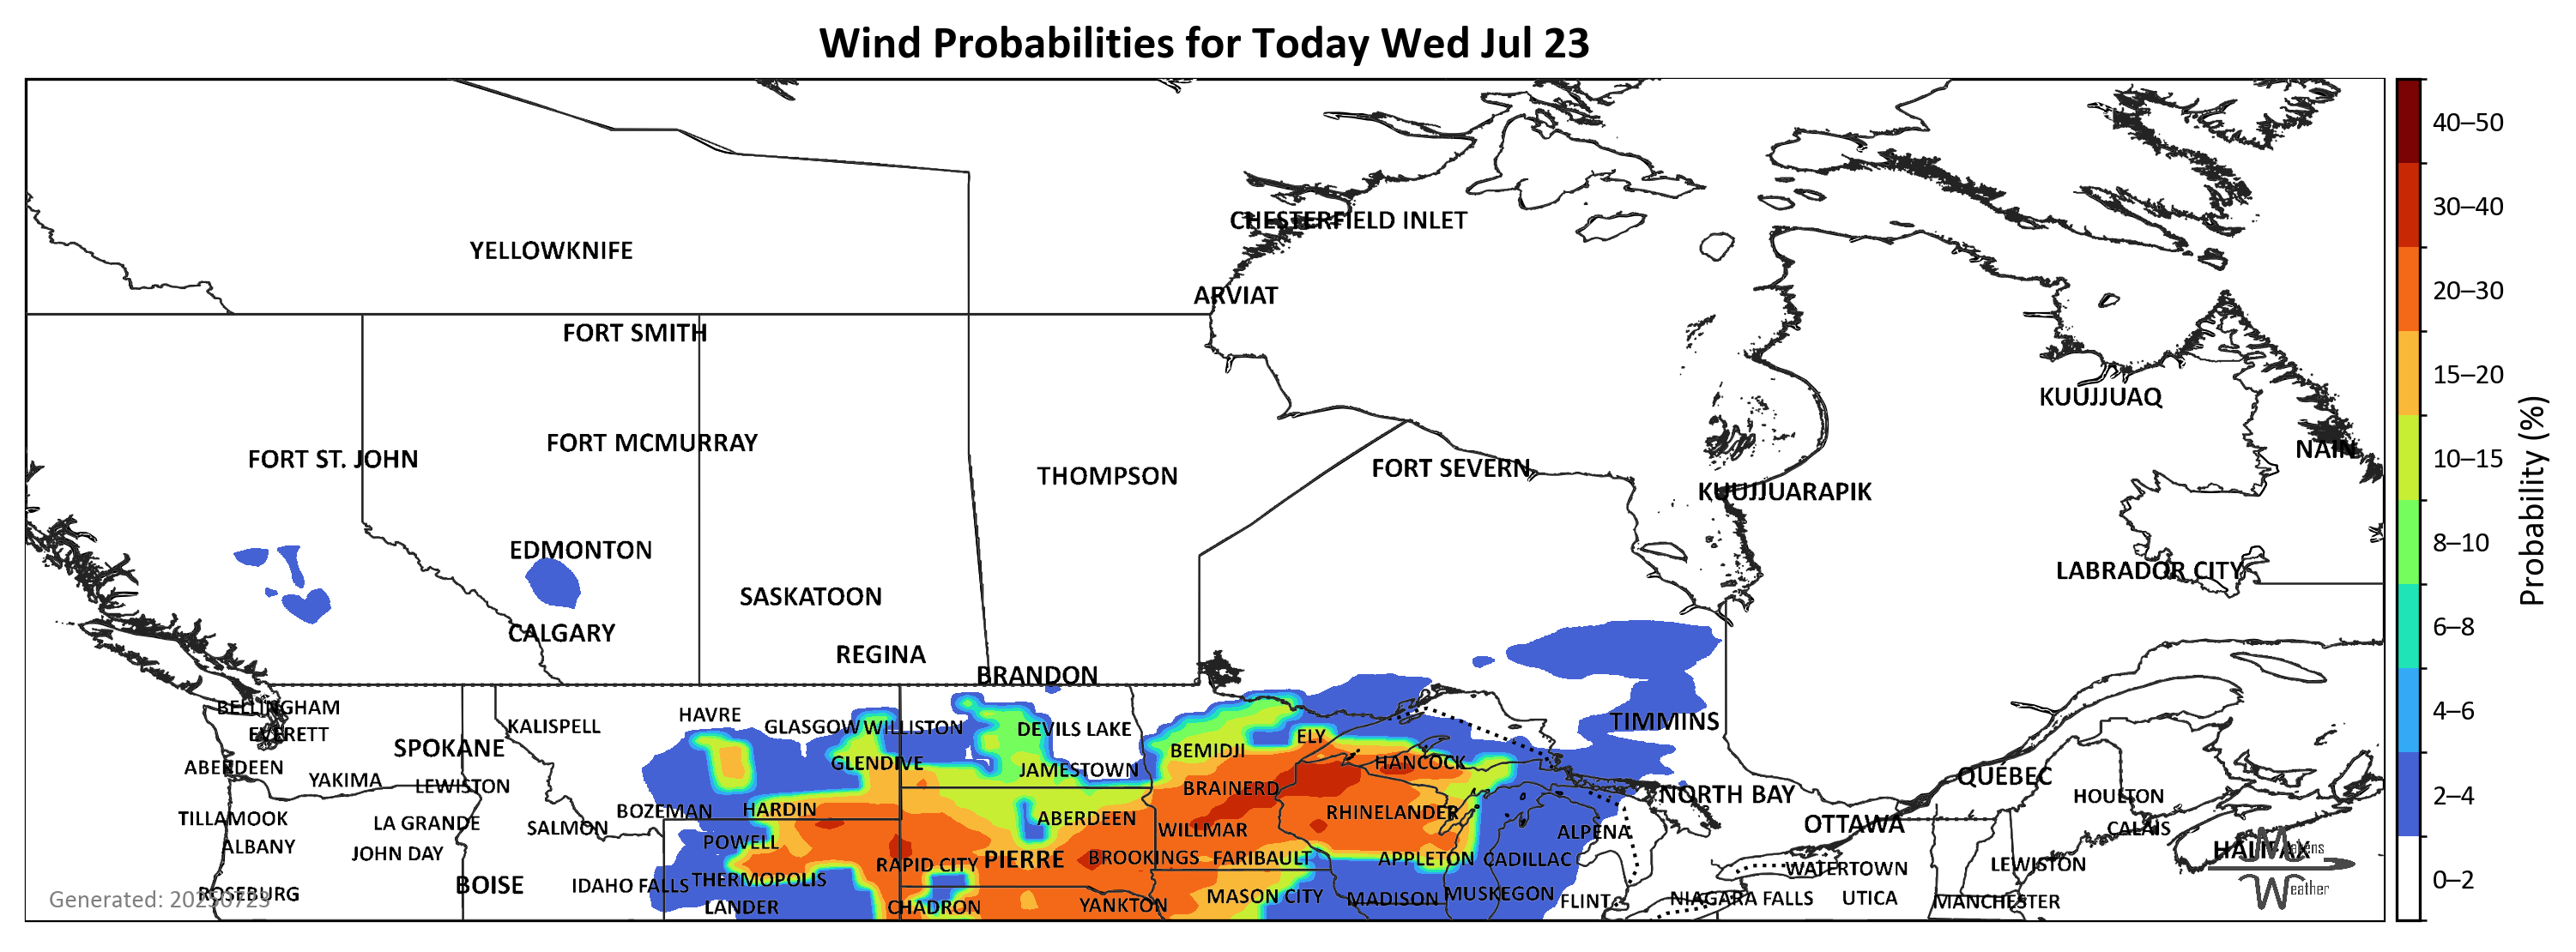 Wind Probabilities for Today Wed Jul 23
40–50
30–40
20–30
15–20
10–15
8–10
6–8
4–6
2–4
0–2
Probability (%)
CHESTERFIELD INLET
YELLOWKNIFE
ARVIAT
FORT SMITH
KUUJJUAQ
FORT MCMURRAY
NAIN
FORT ST. JOHN
FORT SEVERN
THOMPSON
KUUJJUARAPIK
EDMONTON
LABRADOR CITY
SASKATOON
CALGARY
REGINA
BRANDON
BELLINGHAM
HAVRE
TIMMINS
KALISPELL
GLASGOW
WILLISTON
DEVILS LAKE
EVERETT
ELY
SPOKANE
BEMIDJI
ABERDEEN
GLENDIVE
HANCOCK
JAMESTOWN
QUÉBEC
YAKIMA
LEWISTON
BRAINERD
NORTH BAY
HOULTON
BOZEMAN
HARDIN
RHINELANDER
TILLAMOOK
LA GRANDE
SALMON
ABERDEEN
WILLMAR
ALPENA
OTTAWA
CALAIS
ALBANY
JOHN DAY
POWELL
RAPID CITY
PIERRE
BROOKINGS
FARIBAULT
APPLETON
CADILLAC
HALIFAX
WATERTOWN
LEWISTON
BOISE
IDAHO FALLS
THERMOPOLIS
ROSEBURG
LANDER
CHADRON
YANKTON
MASON CITY
MADISON
MUSKEGON
FLINT
NIAGARA FALLS
UTICA
MANCHESTER
Generated: 20250723
Weather